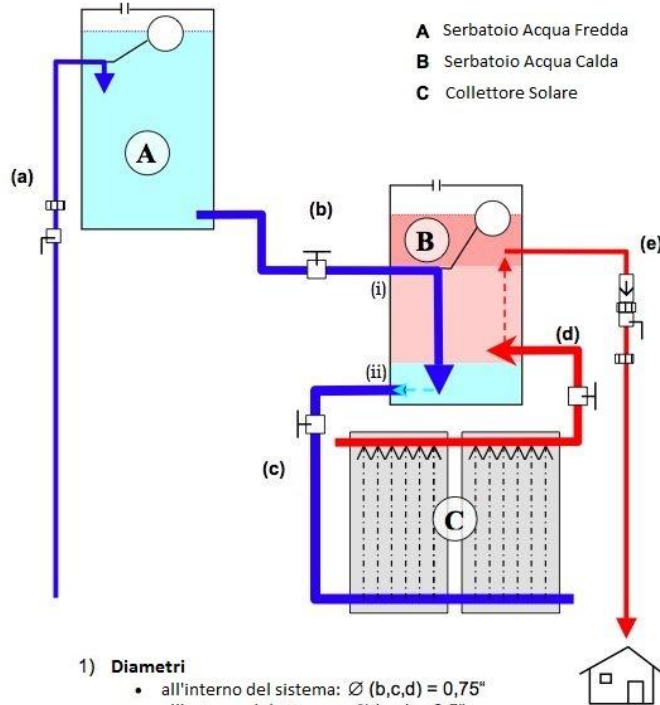 A Serbatoio Acqua Fredda
B Serbatoio Acqua Calda
C Collettore Solare
A
(a)
(b)
B
(e)
(i)
(d)
(ii)
(c)
C
1) Diametri
• all'interno del sistema: Ø (b,c,d) = 0,75"